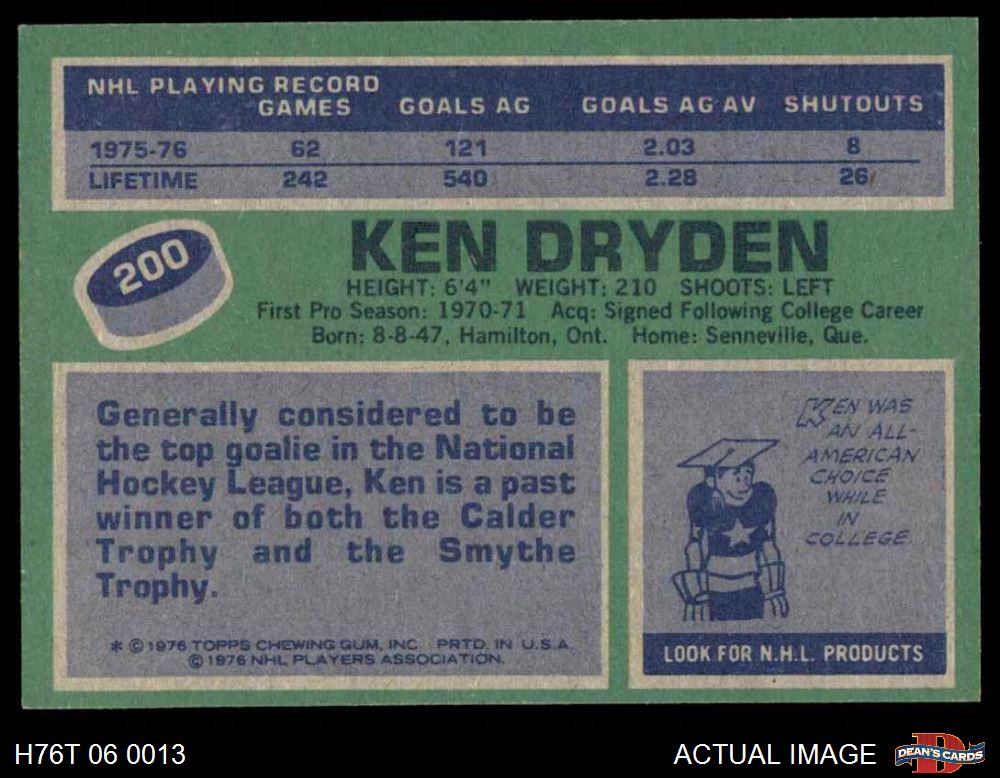 NHL PLAYING RECORD
GAMES GOALS AG GOALS AG AV SHUTOUTS
1975-76 62 121 2.03 8
LIFETIME 242 540 2.28 26
200
KEN DRYDEN
HEIGHT: 6'4" WEIGHT: 210 SHOOTS: LEFT
First Pro Season: 1970-71 Acq: Signed Following College Career
Born: 8-8-47, Hamilton, Ont. Home: Senneville, Que.
Generally considered to be
the top goalie in the National
Hockey League, Ken is a past
winner of both the Calder
Trophy and the Smythe
Trophy.
* © 1976 TOPPS CHEWING GUM, INC. PRTD. IN U.S.A.
© 1976 NHL PLAYERS ASSOCIATION.
KEN WAS
AN ALL-
AMERICAN
CHOICE
WHILE
IN
COLLEGE.
LOOK FOR N.H.L. PRODUCTS
H76T 06 0013
ACTUAL IMAGE
D
DEAN'S CARDS